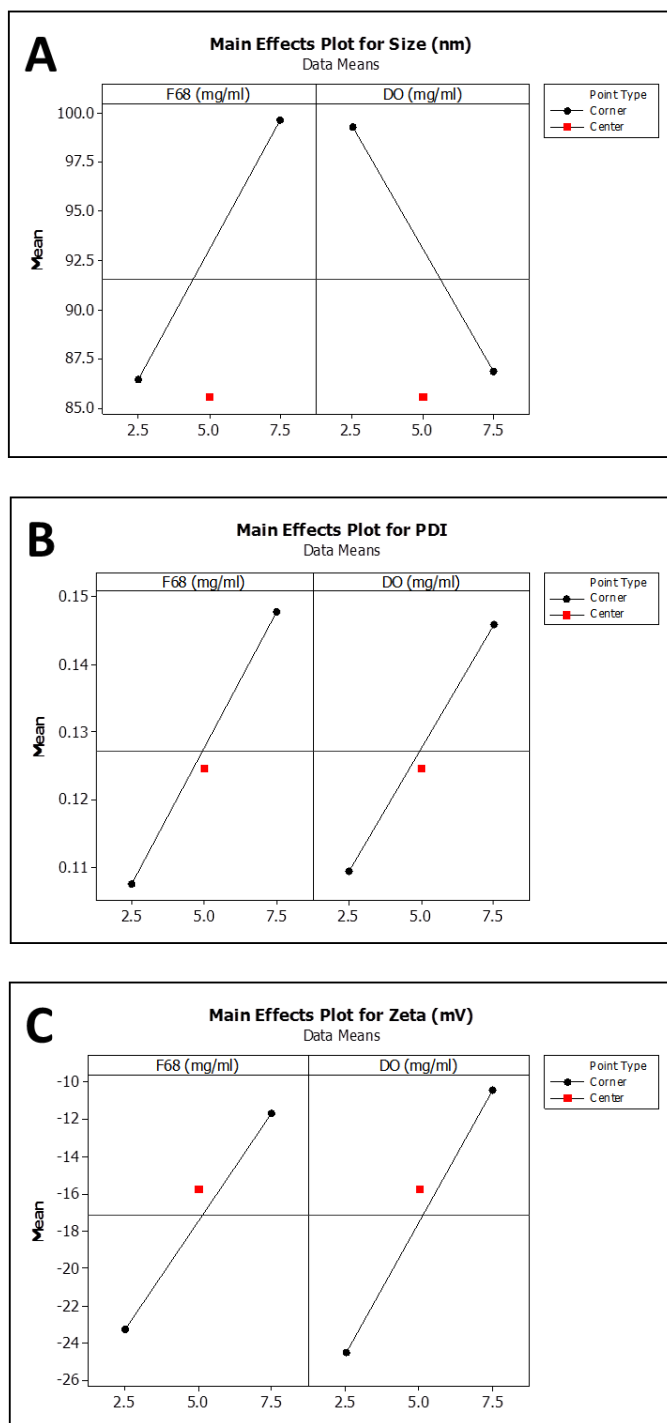 A
Main Effects Plot for Size (nm)
Data Means
F68 (mg/ml) DO (mg/ml)
Point Type
Corner
Center
Mean
100.0
97.5
95.0
92.5
90.0
87.5
85.0
2.5 5.0 7.5 2.5 5.0 7.5
B
Main Effects Plot for PDI
Data Means
F68 (mg/ml) DO (mg/ml)
Point Type
Corner
Center
Mean
0.15
0.14
0.13
0.12
0.11
2.5 5.0 7.5 2.5 5.0 7.5
C
Main Effects Plot for Zeta (mV)
Data Means
F68 (mg/ml) DO (mg/ml)
Point Type
Corner
Center
Mean
-10
-12
-14
-16
-18
-20
-22
-24
-26
2.5 5.0 7.5 2.5 5.0 7.5